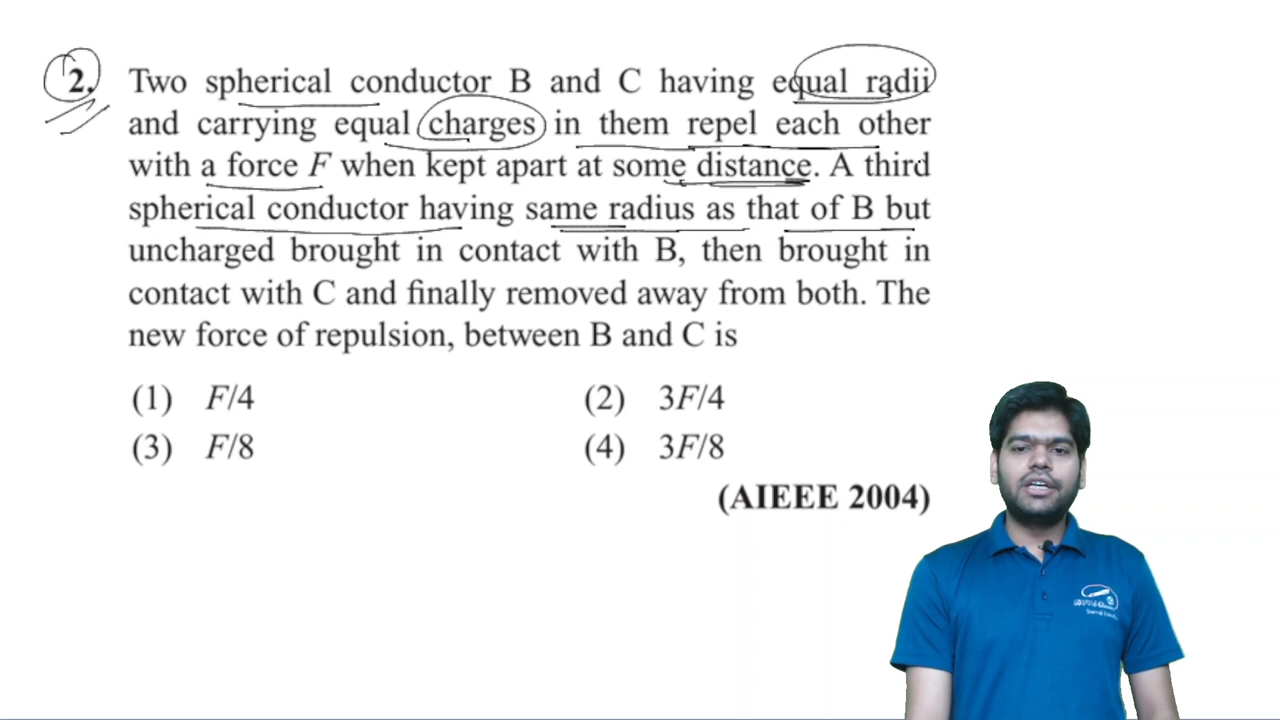 2. Two spherical conductor B and C having equal radii
and carrying equal charges in them repel each other
with a force F when kept apart at some distance. A third
spherical conductor having same radius as that of B but
uncharged brought in contact with B, then brought in
contact with C and finally removed away from both. The
new force of repulsion, between B and C is
(1) F/4 (2) 3F/4
(3) F/8 (4) 3F/8
(AIEEE 2004)